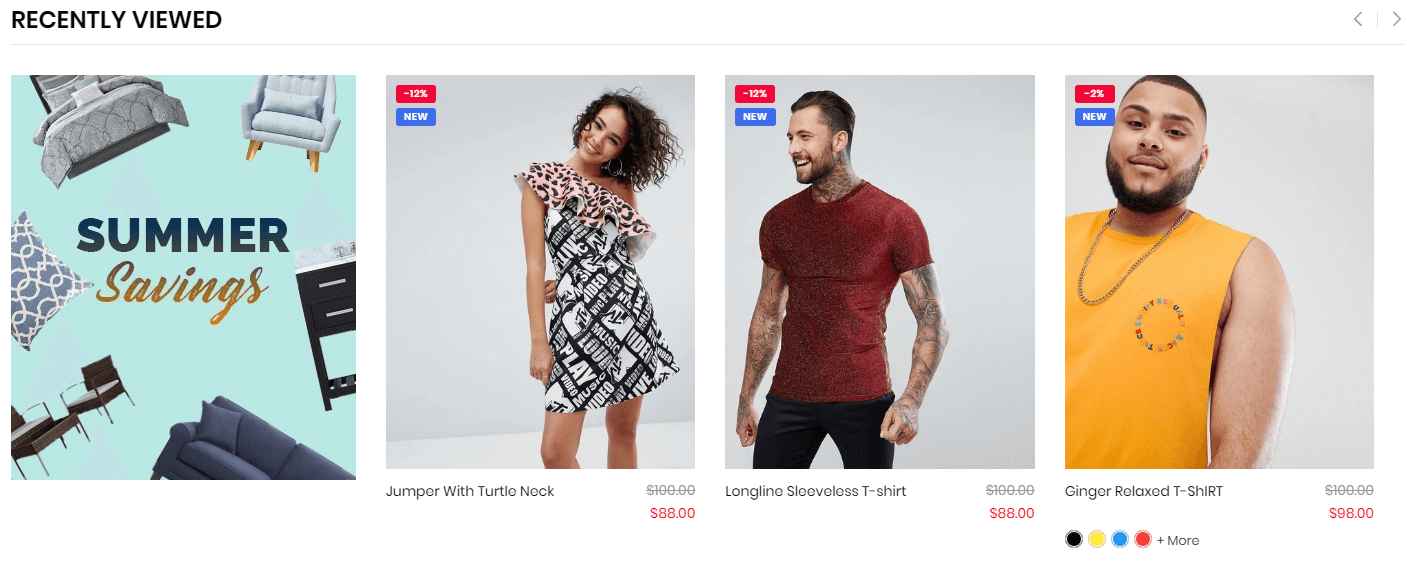 RECENTLY VIEWED
SUMMER
Savings
-12%
NEW
Jumper With Turtle Neck
$100.00
$88.00
-12%
NEW
Longline Sleeveless T-shirt
$100.00
$88.00
-2%
NEW
Ginger Relaxed T-ShIRT
$100.00
$98.00
+ More